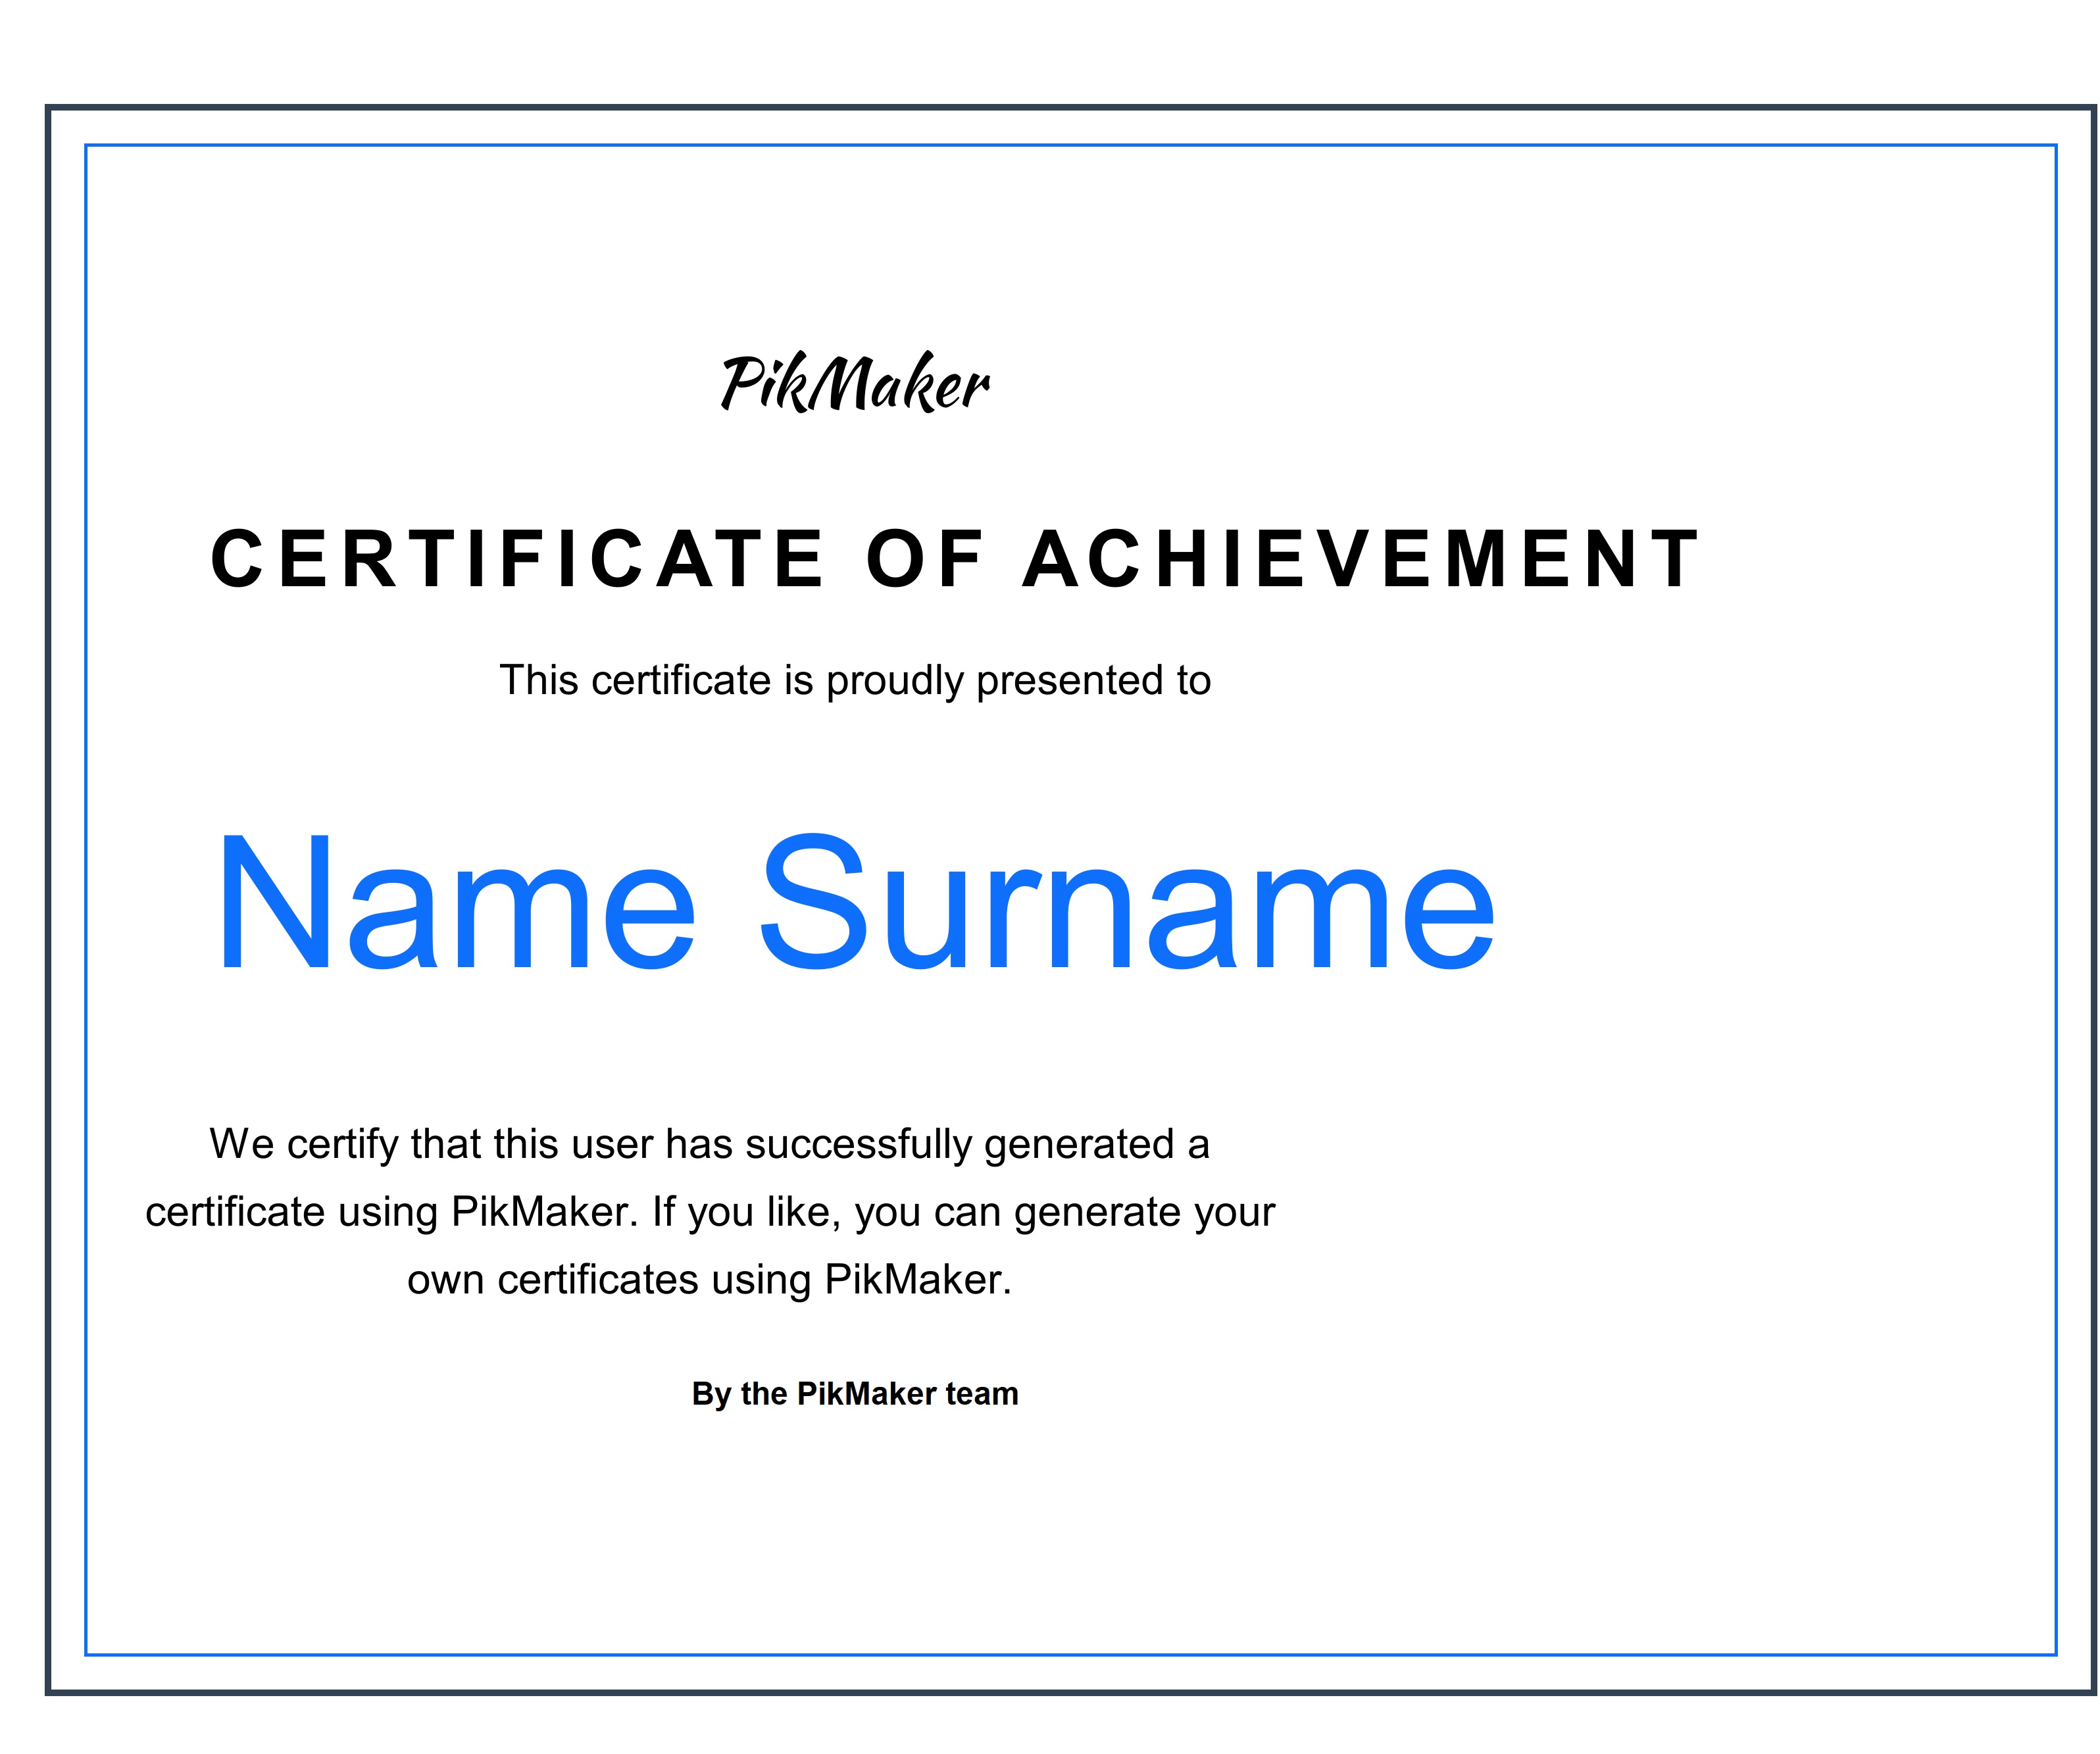 PikMaker
CERTIFICATE OF ACHIEVEMENT
This certificate is proudly presented to
Name Surname
We certify that this user has successfully generated a
certificate using PikMaker. If you like, you can generate your
own certificates using PikMaker.
By the PikMaker team